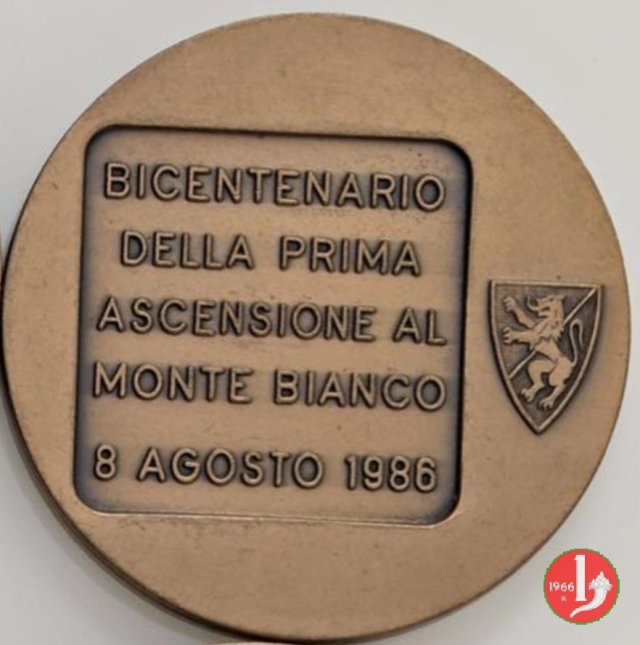 BICENTENARIO
DELLA PRIMA
ASCENSIONE AL
MONTE BIANCO
8 AGOSTO 1986
1966